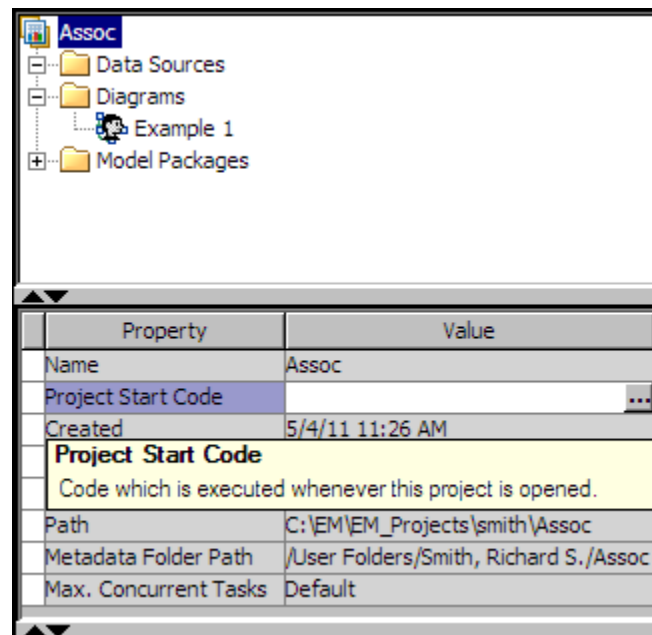 Assoc
Data Sources
Diagrams
Example 1
Model Packages
Property Value
Name Assoc
Project Start Code ...
Created 5/4/11 11:26 AM
Project Start Code
Code which is executed whenever this project is opened.
Path C:\EM\EM_Projects\smith\Assoc
Metadata Folder Path /User Folders/Smith, Richard S./Assoc
Max. Concurrent Tasks Default